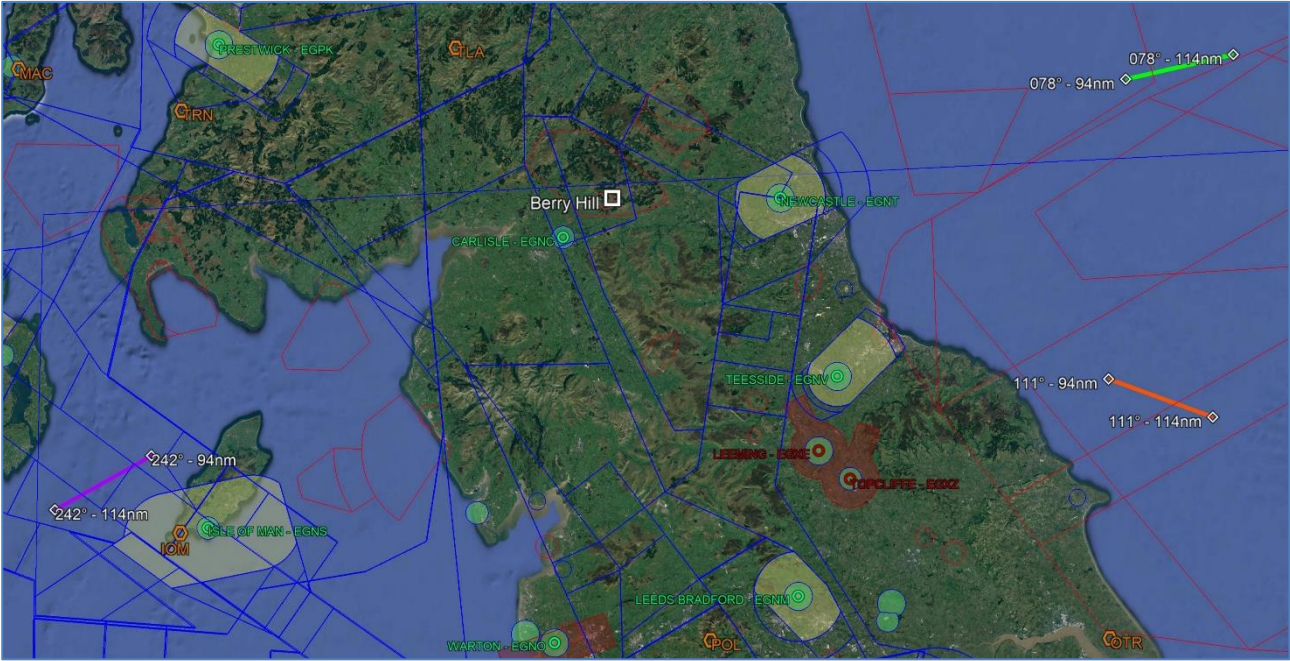 PRESTWICK - EGPK
TLA
MAC
078° - 114nm
078° - 94nm
TRN
Berry Hill
NEWCASTLE - EGNT
CARLISLE - EGNC
TEESSIDE - EGNV
111° - 94nm
111° - 114nm
LEEMING - EGXE
242° - 94nm
TOPCLIFFE - EGXZ
242° - 114nm
ISLE OF MAN - EGNS
IOM
LEEDS BRADFORD - EGNM
WARTON - EGNO
POL
OTR